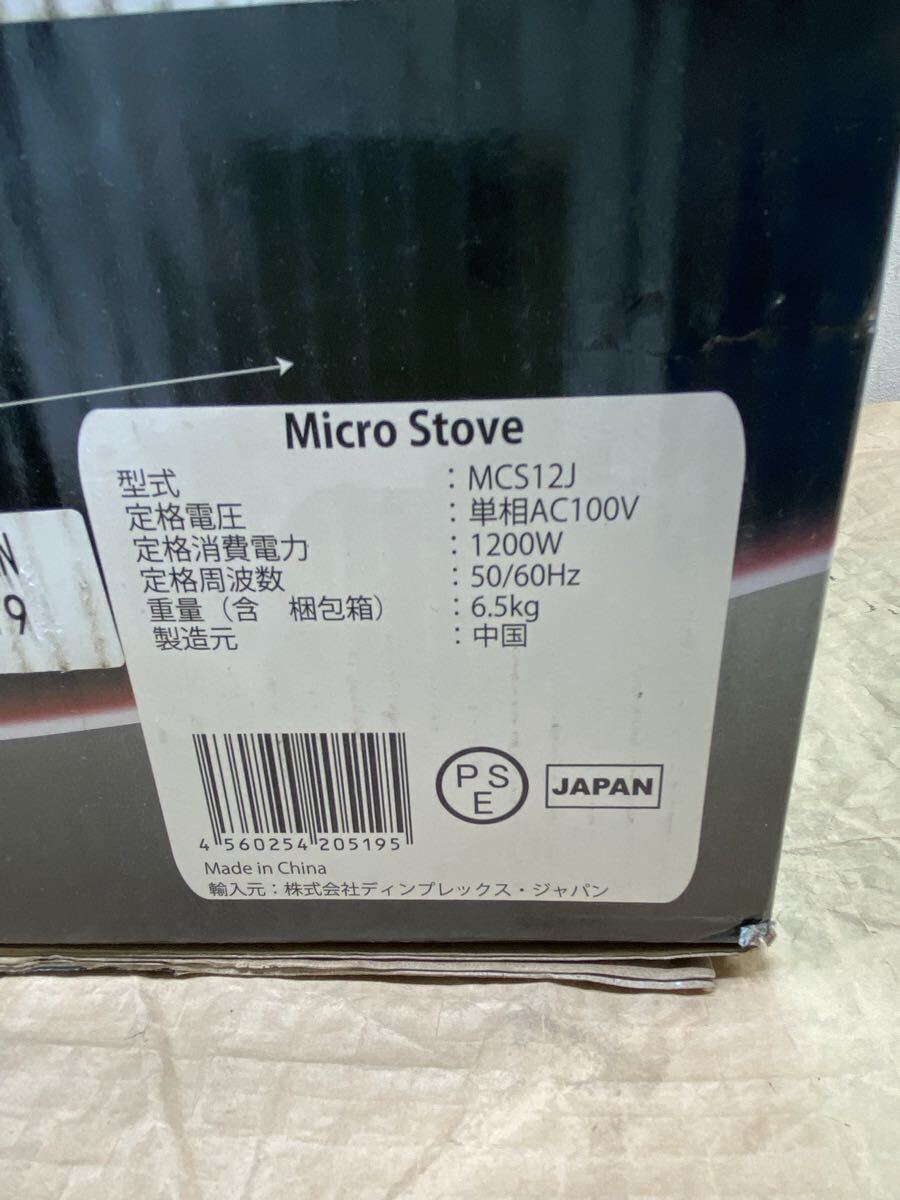 Micro Stove
型式 : MCS12J
定格電圧 : 単相AC100V
定格消費電力 : 1200W
定格周波数 : 50/60Hz
重量（含 梱包箱） : 6.5kg
製造元 : 中国
N
9
4 560254 205195
PSE
JAPAN
Made in China
輸入元：株式会社ディンプレックス・ジャパン